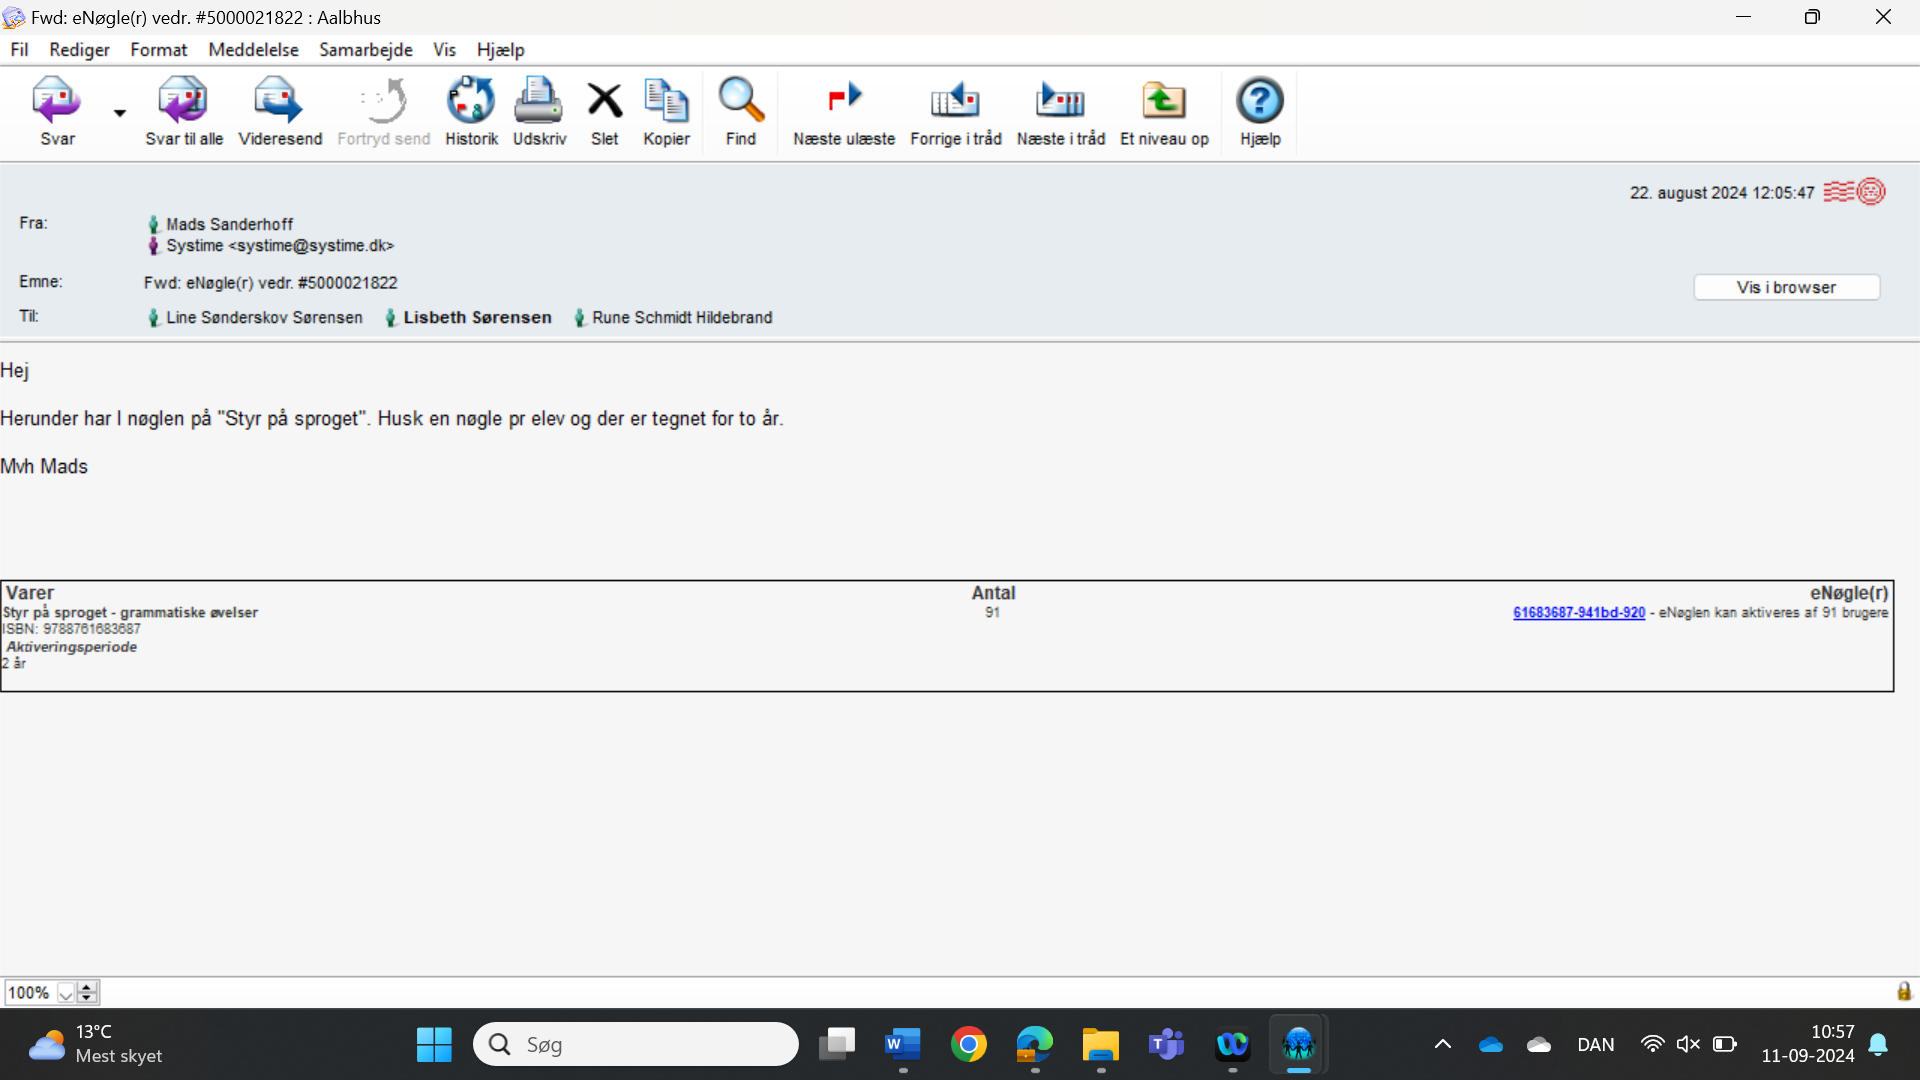 Fwd: eNøgle(r) vedr. #5000021822 : Aalbhus
Fil Rediger Format Meddelelse Samarbejde Vis Hjælp
Svar Svar til alle Videresend Fortryd send Historik Udskriv Slet Kopier Find Næste ulæste Forrige i tråd Næste i tråd Et niveau op Hjælp
22. august 2024 12:05:47
Fra: Mads Sanderhoff
Systime <systime@systime.dk>
Emne: Fwd: eNøgle(r) vedr. #5000021822
Vis i browser
Til: Line Sønderskov Sørensen Lisbeth Sørensen Rune Schmidt Hildebrand
Hej
Herunder har I nøglen på "Styr på sproget". Husk en nøgle pr elev og der er tegnet for to år.
Mvh Mads
Varer Antal eNøgle(r)
Styr på sproget - grammatiske øvelser 91 61683687-941bd-920 - eNøglen kan aktiveres af 91 brugere
ISBN: 9788761683687
Aktiveringsperiode
2 år
100%
13°C
Mest skyet
Søg
DAN
10:57
11-09-2024